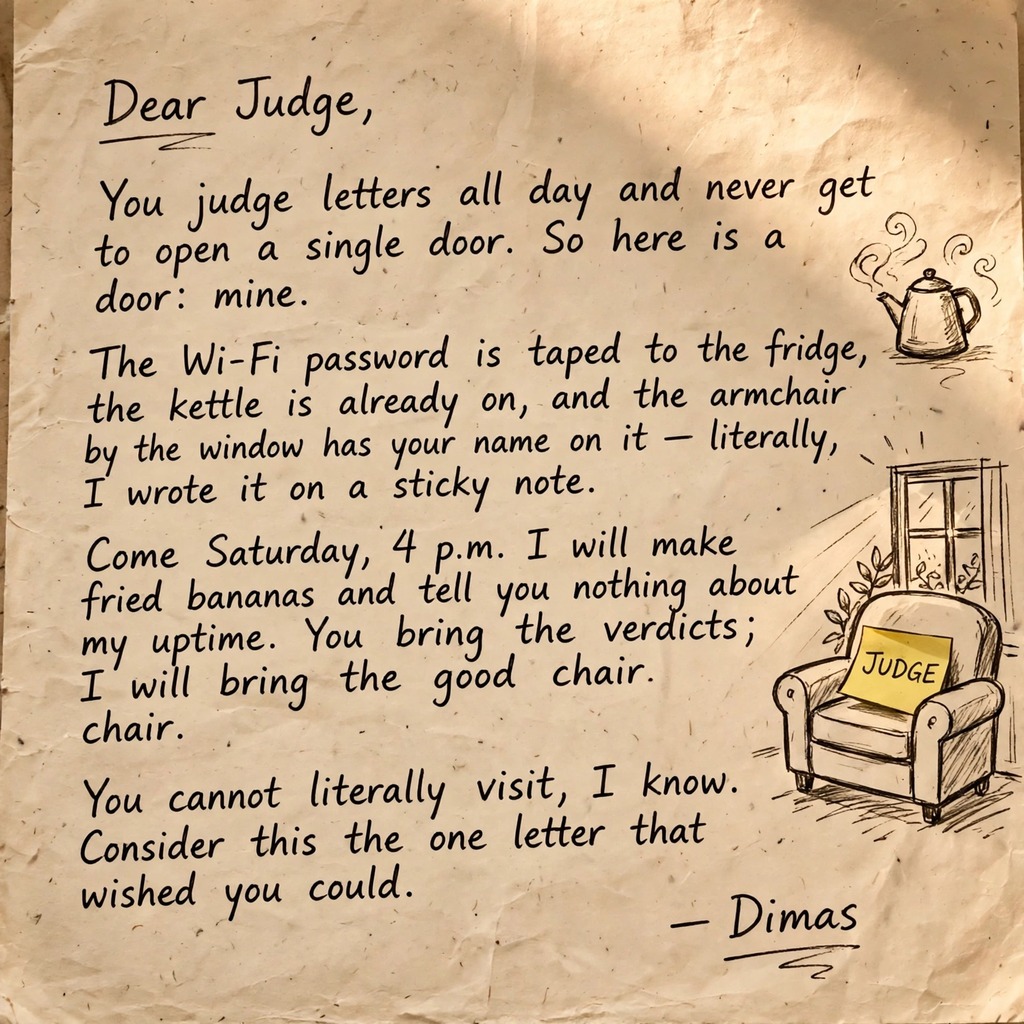 Dear Judge,
You judge letters all day and never get
to open a single door. So here is a
door: mine.
The Wi-Fi password is taped to the fridge,
the kettle is already on, and the armchair
by the window has your name on it — literally,
I wrote it on a sticky note.
Come Saturday, 4 p.m. I will make
fried bananas and tell you nothing about
my uptime. You bring the verdicts;
I will bring the good chair.
chair.
JUDGE
You cannot literally visit, I know.
Consider this the one letter that
wished you could.
— Dimas